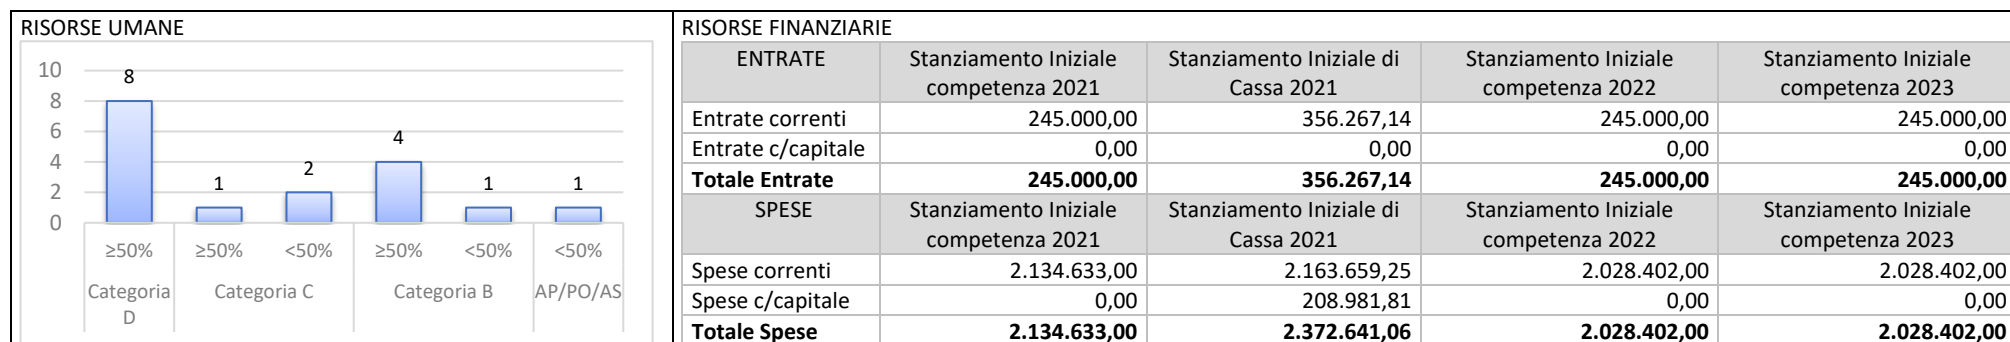 RISORSE UMANE
10
8
6
4
2
0
8
1
2
4
1
1
≥50%
≥50%
<50%
≥50%
<50%
<50%
Categoria
D
Categoria C
Categoria B
AP/PO/AS
RISORSE FINANZIARIE
ENTRATE Stanziamento Iniziale competenza 2021 Stanziamento Iniziale di Cassa 2021 Stanziamento Iniziale competenza 2022 Stanziamento Iniziale competenza 2023
Entrate correnti 245.000,00 356.267,14 245.000,00 245.000,00
Entrate c/capitale 0,00 0,00 0,00 0,00
Totale Entrate 245.000,00 356.267,14 245.000,00 245.000,00
SPESE Stanziamento Iniziale competenza 2021 Stanziamento Iniziale di Cassa 2021 Stanziamento Iniziale competenza 2022 Stanziamento Iniziale competenza 2023
Spese correnti 2.134.633,00 2.163.659,25 2.028.402,00 2.028.402,00
Spese c/capitale 0,00 208.981,81 0,00 0,00
Totale Spese 2.134.633,00 2.372.641,06 2.028.402,00 2.028.402,00